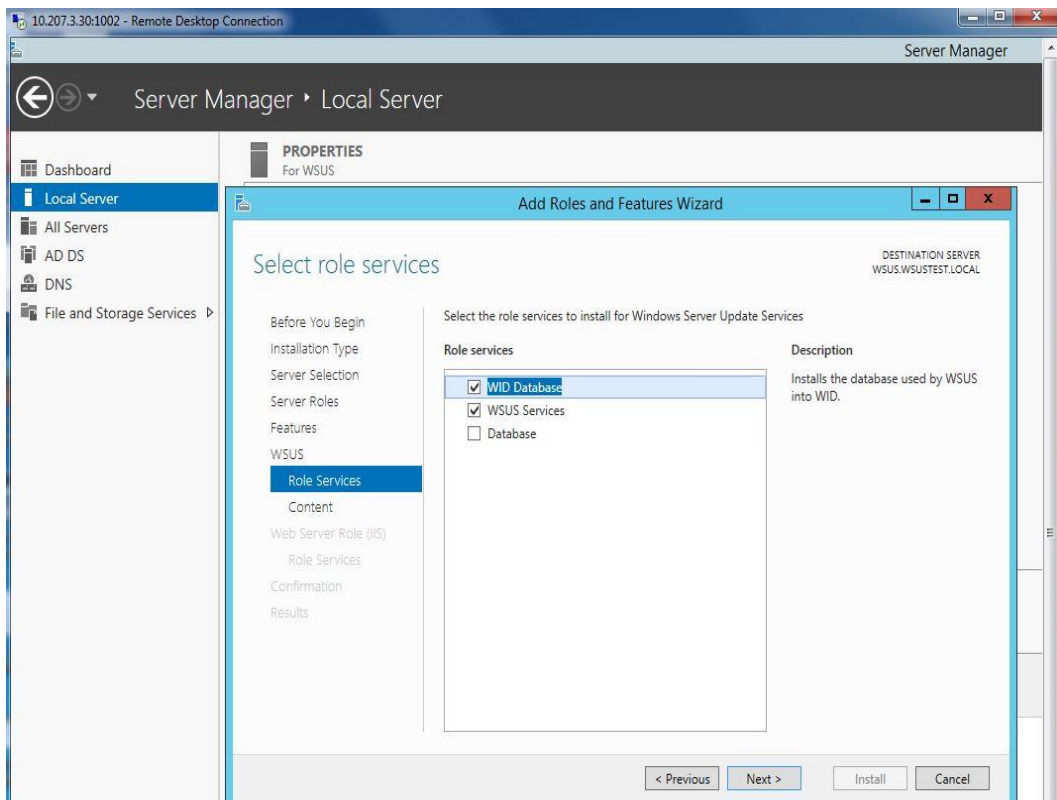 10.207.3.30:1002 - Remote Desktop Connection
Server Manager
Server Manager ‣ Local Server
Dashboard
Local Server
All Servers
AD DS
DNS
File and Storage Services
PROPERTIES
For WSUS
Add Roles and Features Wizard
Select role services
DESTINATION SERVER
WSUS.WSUSTEST.LOCAL
Before You Begin
Installation Type
Server Selection
Server Roles
Features
WSUS
Role Services
Content
Web Server Role (IIS)
Role Services
Confirmation
Results
Select the role services to install for Windows Server Update Services
Role services
WID Database
WSUS Services
Database
Description
Installs the database used by WSUS
into WID.
< Previous
Next >
Install
Cancel